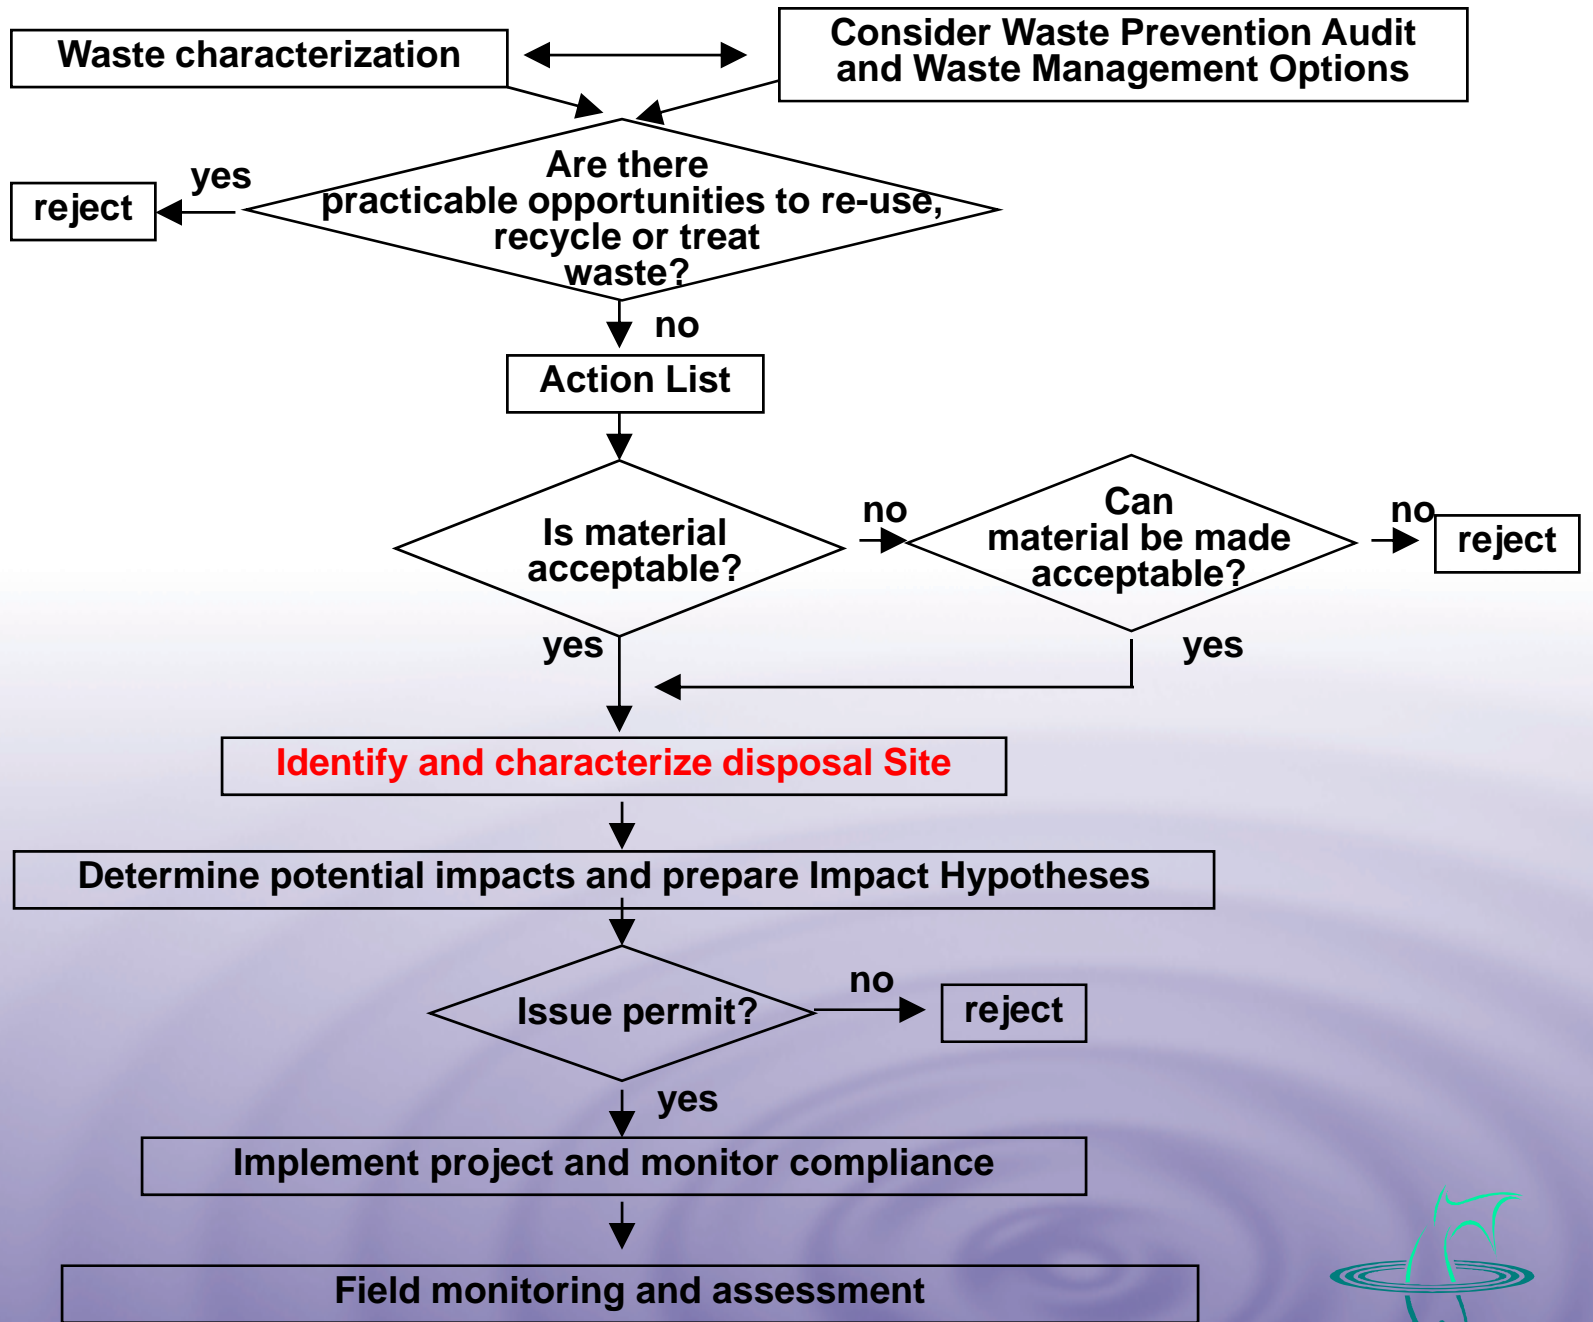 Waste characterization
Consider Waste Prevention Audit
and Waste Management Options
Are there
practicable opportunities to re-use,
recycle or treat
waste?
yes
reject
no
Action List
Is material
acceptable?
no
Can
material be made
acceptable?
no
reject
yes
yes
Identify and characterize disposal Site
Determine potential impacts and prepare Impact Hypotheses
Issue permit?
no
reject
yes
Implement project and monitor compliance
Field monitoring and assessment